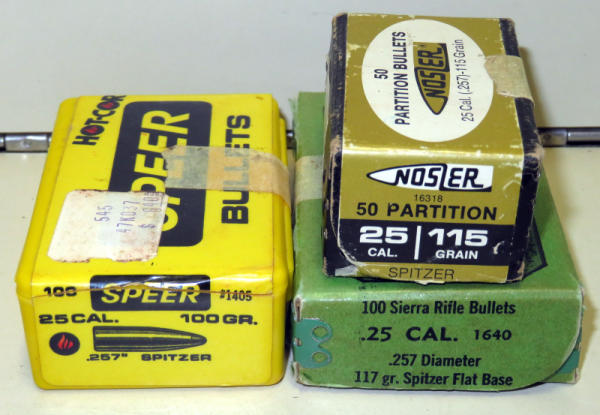 HOT-COR
SPEER
BULLETS
545
47K037
100 SPEER #1405
25 CAL. 100 GR.
.257" SPITZER
50
PARTITION BULLETS
NOSLER
25 Cal. (.257)-115 Grain
NOSLER
16318
50 PARTITION
25 115
CAL. GRAIN
SPITZER
100 Sierra Rifle Bullets
.25 CAL. 1640
.257 Diameter
117 gr. Spitzer Flat Base